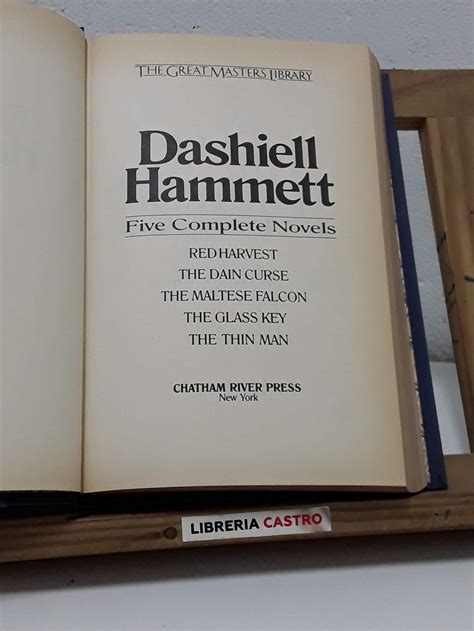 THE GREAT MASTERS LIBRARY
Dashiell
Hammett
Five Complete Novels
RED HARVEST
THE DAIN CURSE
THE MALTESE FALCON
THE GLASS KEY
THE THIN MAN
CHATHAM RIVER PRESS
New York
LIBRERIA CASTRO